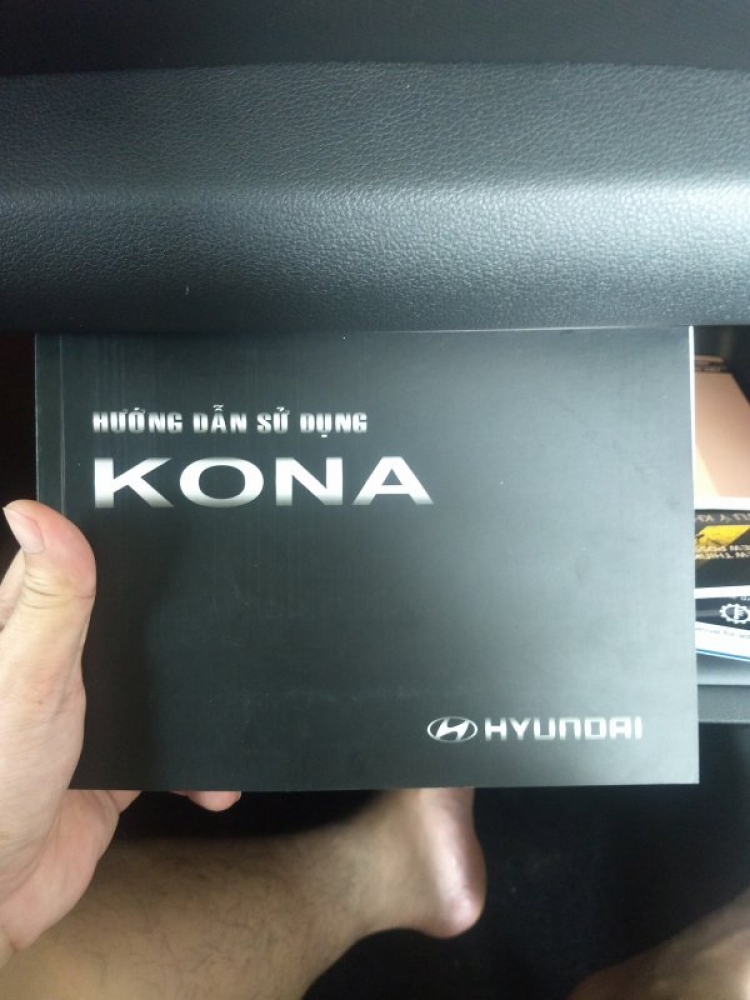 HƯỚNG DẪN SỬ DỤNG
KONA
HYUNDAI